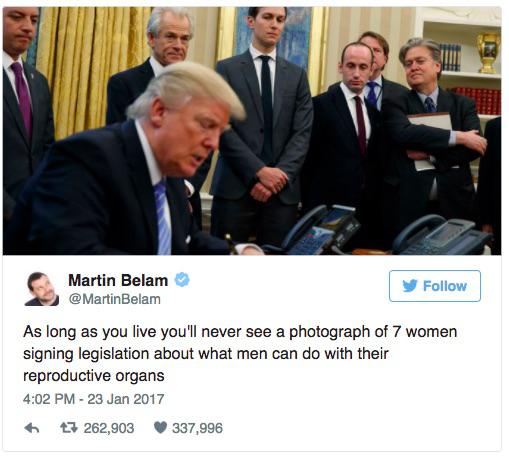 Martin Belam
@MartinBelam
Follow
As long as you live you'll never see a photograph of 7 women
signing legislation about what men can do with their
reproductive organs
4:02 PM - 23 Jan 2017
262,903 337,996